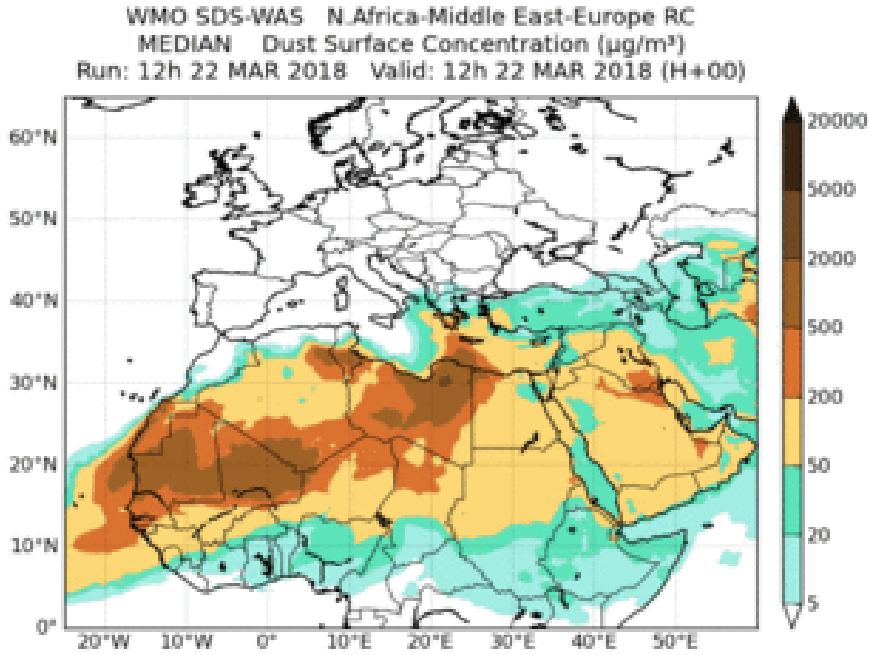 WMO SDS-WAS N.Africa-Middle East-Europe RC
MEDIAN Dust Surface Concentration (µg/m³)
Run: 12h 22 MAR 2018 Valid: 12h 22 MAR 2018 (H+00)
60°N
50°N
40°N
30°N
20°N
10°N
0°
20°W
10°W
0°
10°E
20°E
30°E
40°E
50°E
20000
5000
2000
500
200
50
20
5